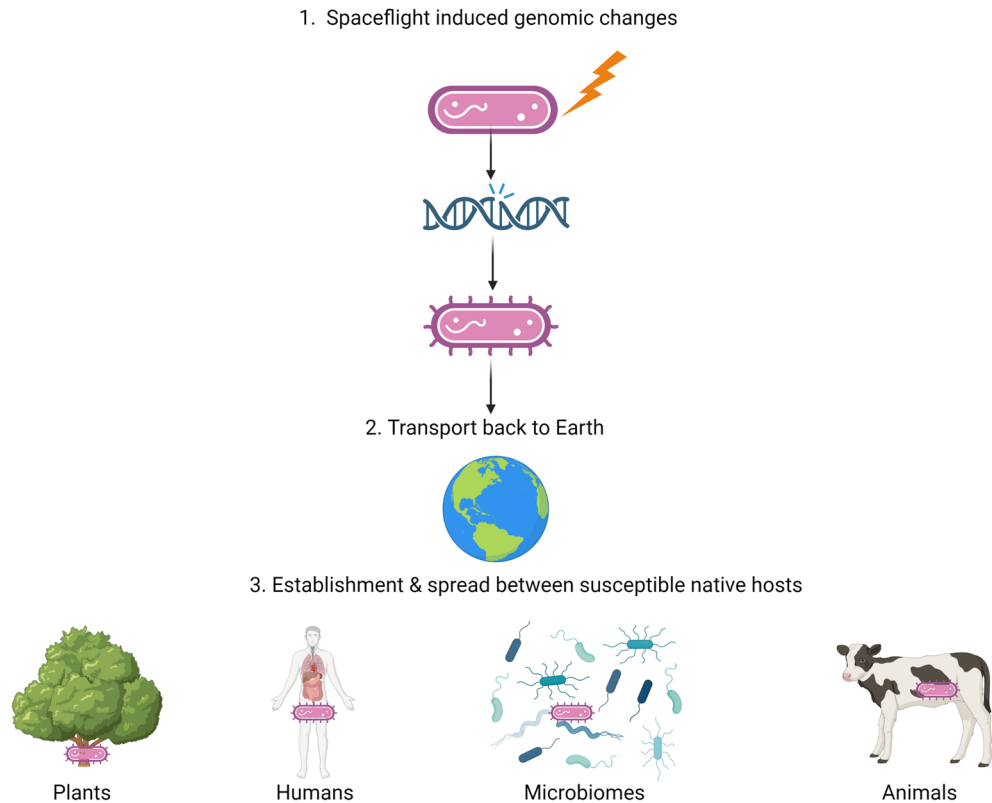 1. Spaceflight induced genomic changes
2. Transport back to Earth
3. Establishment & spread between susceptible native hosts
Plants
Humans
Microbiomes
Animals